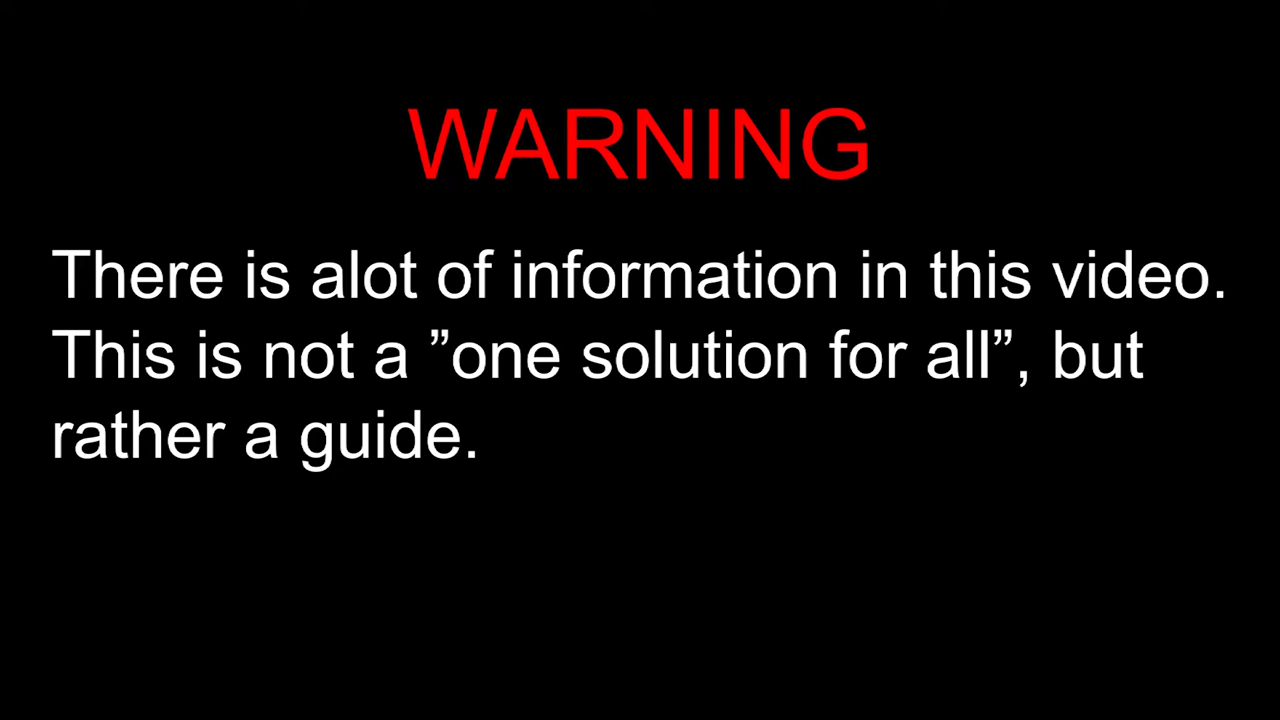 WARNING
There is alot of information in this video.
This is not a ”one solution for all”, but
rather a guide.